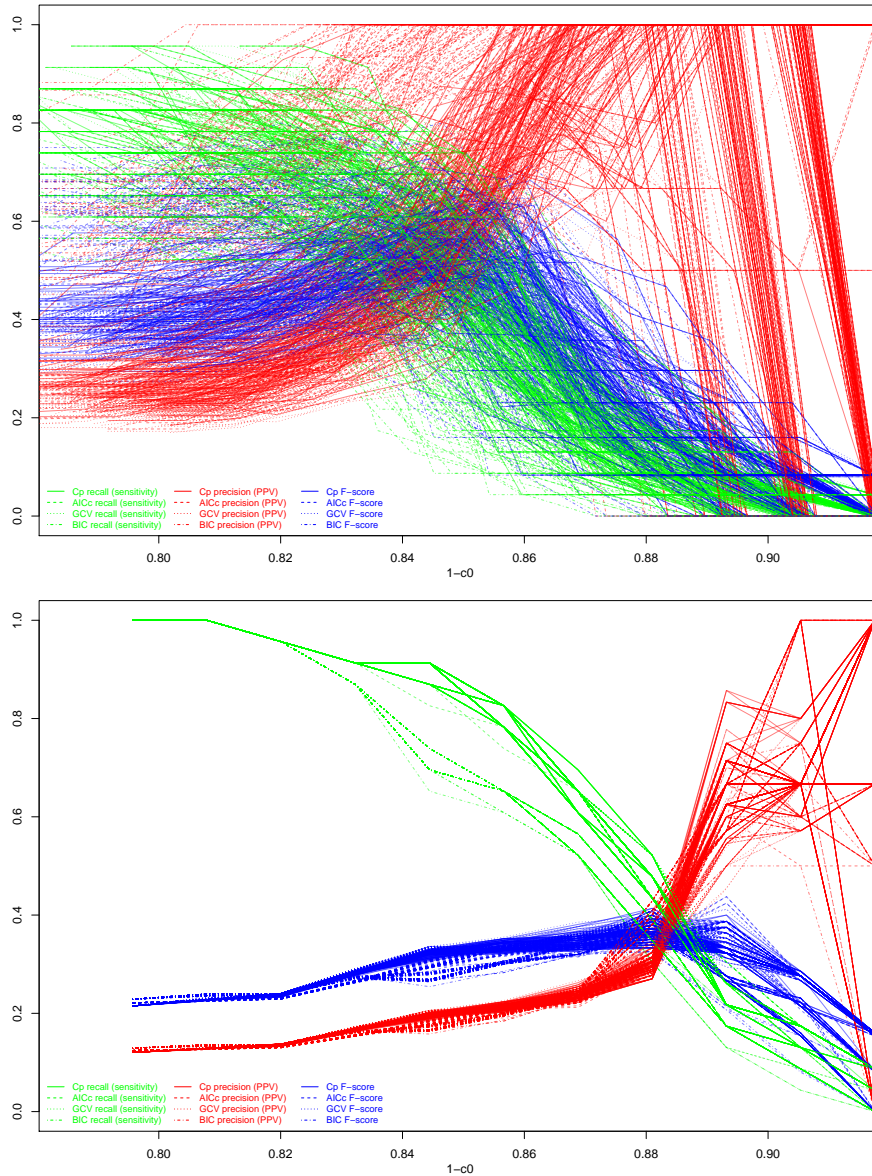 1.0
0.8
0.6
0.4
0.2
0.0
Cp recall (sensitivity) Cp precision (PPV) Cp F−score
AICc recall (sensitivity) AICc precision (PPV) AICc F−score
GCV recall (sensitivity) GCV precision (PPV) GCV F−score
BIC recall (sensitivity) BIC precision (PPV) BIC F−score
0.80 0.82 0.84 0.86 0.88 0.90
1−c0
1.0
0.8
0.6
0.4
0.2
0.0
Cp recall (sensitivity) Cp precision (PPV) Cp F−score
AICc recall (sensitivity) AICc precision (PPV) AICc F−score
GCV recall (sensitivity) GCV precision (PPV) GCV F−score
BIC recall (sensitivity) BIC precision (PPV) BIC F−score
0.80 0.82 0.84 0.86 0.88 0.90
1−c0